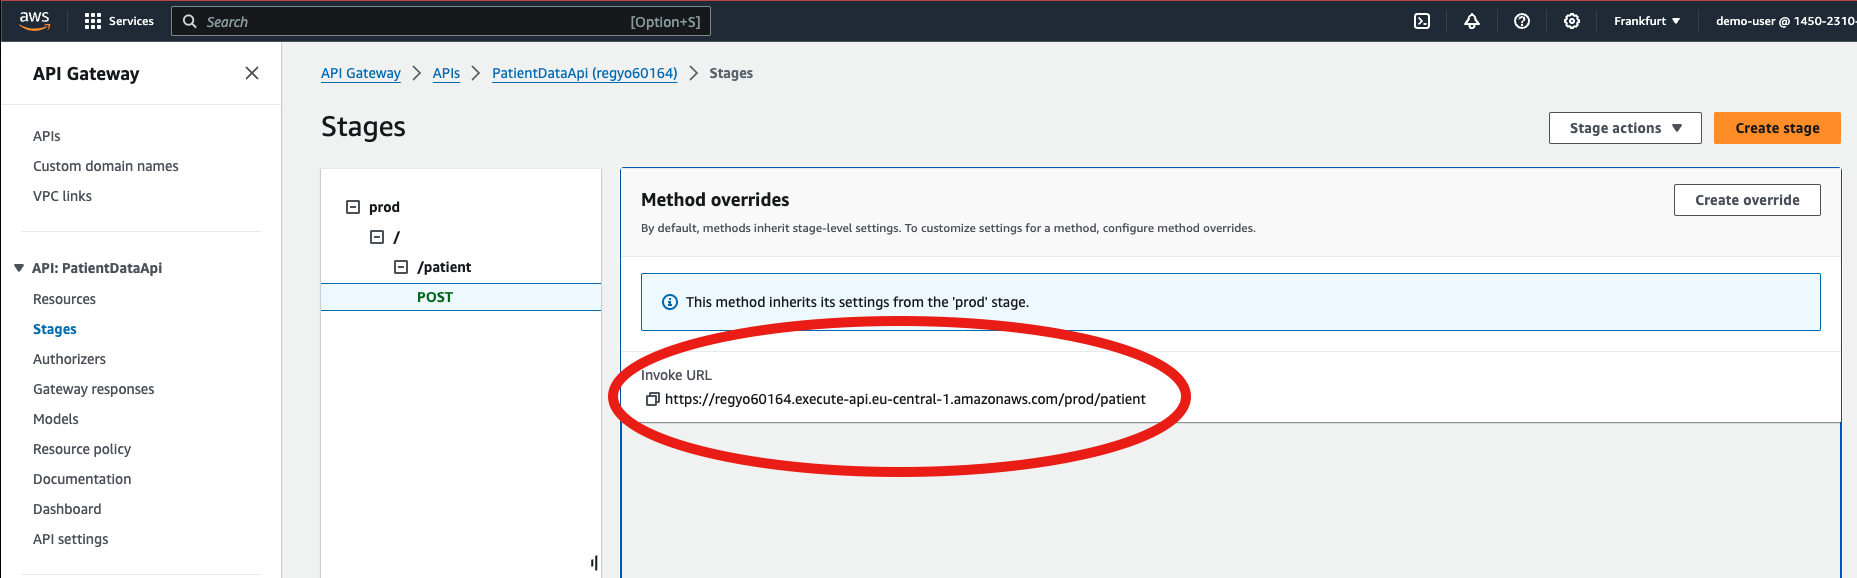 aws
Services
Search
[Option+S]
Frankfurt
demo-user @ 1450-2310-
API Gateway
APIs
Custom domain names
VPC links
API: PatientDataApi
Resources
Stages
Authorizers
Gateway responses
Models
Resource policy
Documentation
Dashboard
API settings
API Gateway
APIs
PatientDataApi (regyo60164)
Stages
Stages
Stage actions
Create stage
prod
/
/patient
POST
Method overrides
Create override
By default, methods inherit stage-level settings. To customize settings for a method, configure method overrides.
This method inherits its settings from the 'prod' stage.
Invoke URL
https://regyo60164.execute-api.eu-central-1.amazonaws.com/prod/patient